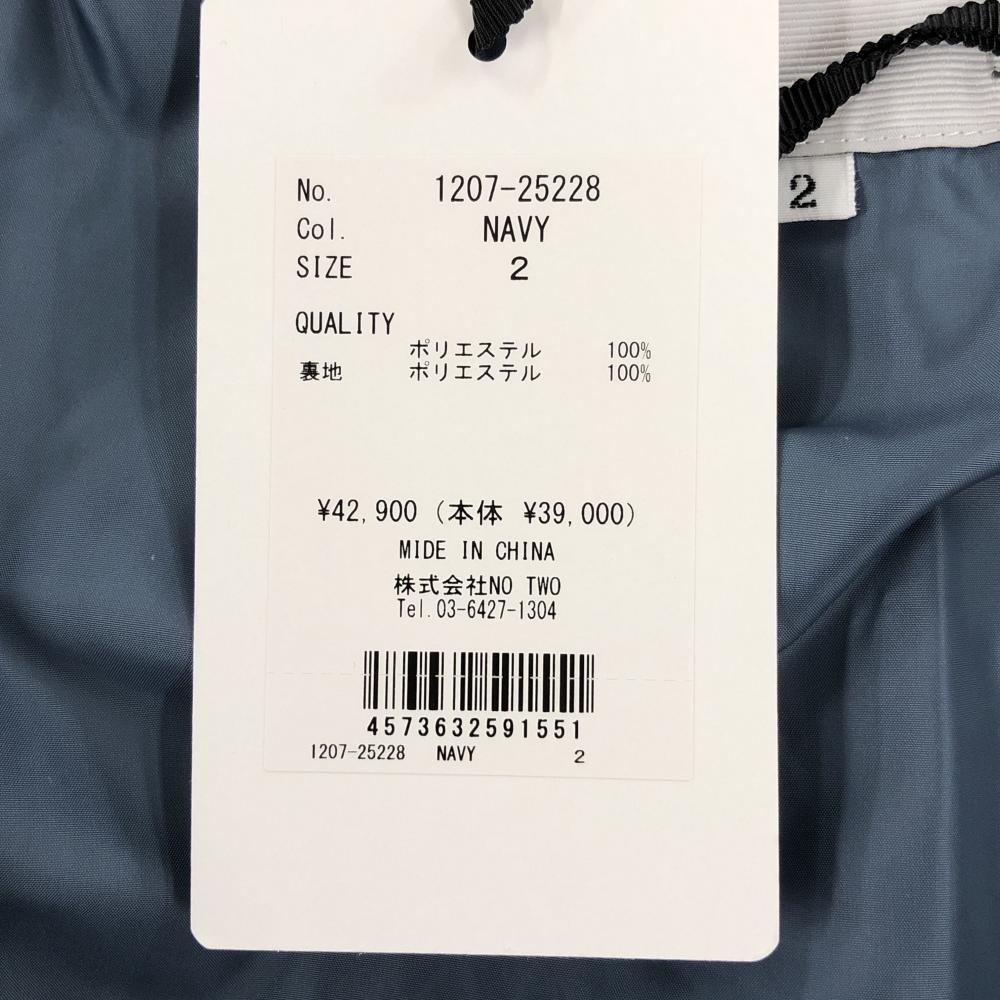 No. 1207-25228
Col. NAVY
SIZE 2
QUALITY
ポリエステル 100%
裏地 ポリエステル 100%
¥42,900 (本体 ¥39,000)
MIDE IN CHINA
株式会社NO TWO
Tel.03-6427-1304
4573632591551
1207-25228 NAVY 2
2